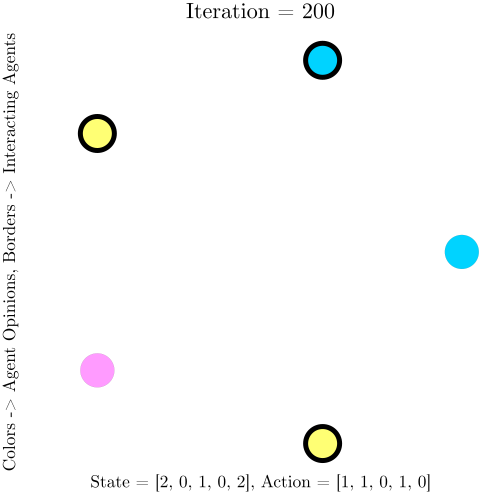 Iteration = 200
Colors -> Agent Opinions, Borders -> Interacting Agents
State = [2, 0, 1, 0, 2], Action = [1, 1, 0, 1, 0]